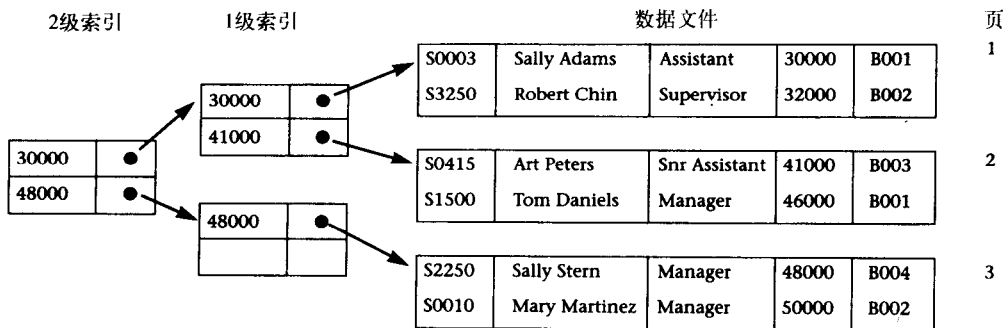 2级索引 1级索引 数据文件 页
S0003 Sally Adams Assistant 30000 B001 1
S3250 Robert Chin Supervisor 32000 B002
30000
41000
30000
48000
S0415 Art Peters Snr Assistant 41000 B003 2
S1500 Tom Daniels Manager 46000 B001
48000
S2250 Sally Stern Manager 48000 B004 3
S0010 Mary Martinez Manager 50000 B002